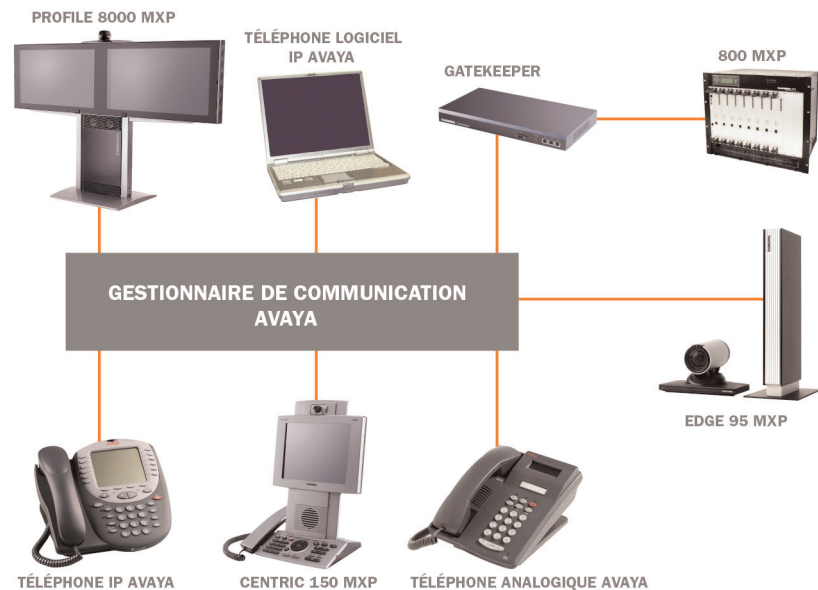 PROFILE 8000 MXP
TÉLÉPHONE LOGICIEL
IP AVAYA
GATEKEEPER
800 MXP
GESTIONNAIRE DE COMMUNICATION
AVAYA
EDGE 95 MXP
TÉLÉPHONE IP AVAYA
CENTRIC 150 MXP
TÉLÉPHONE ANALOGIQUE AVAYA